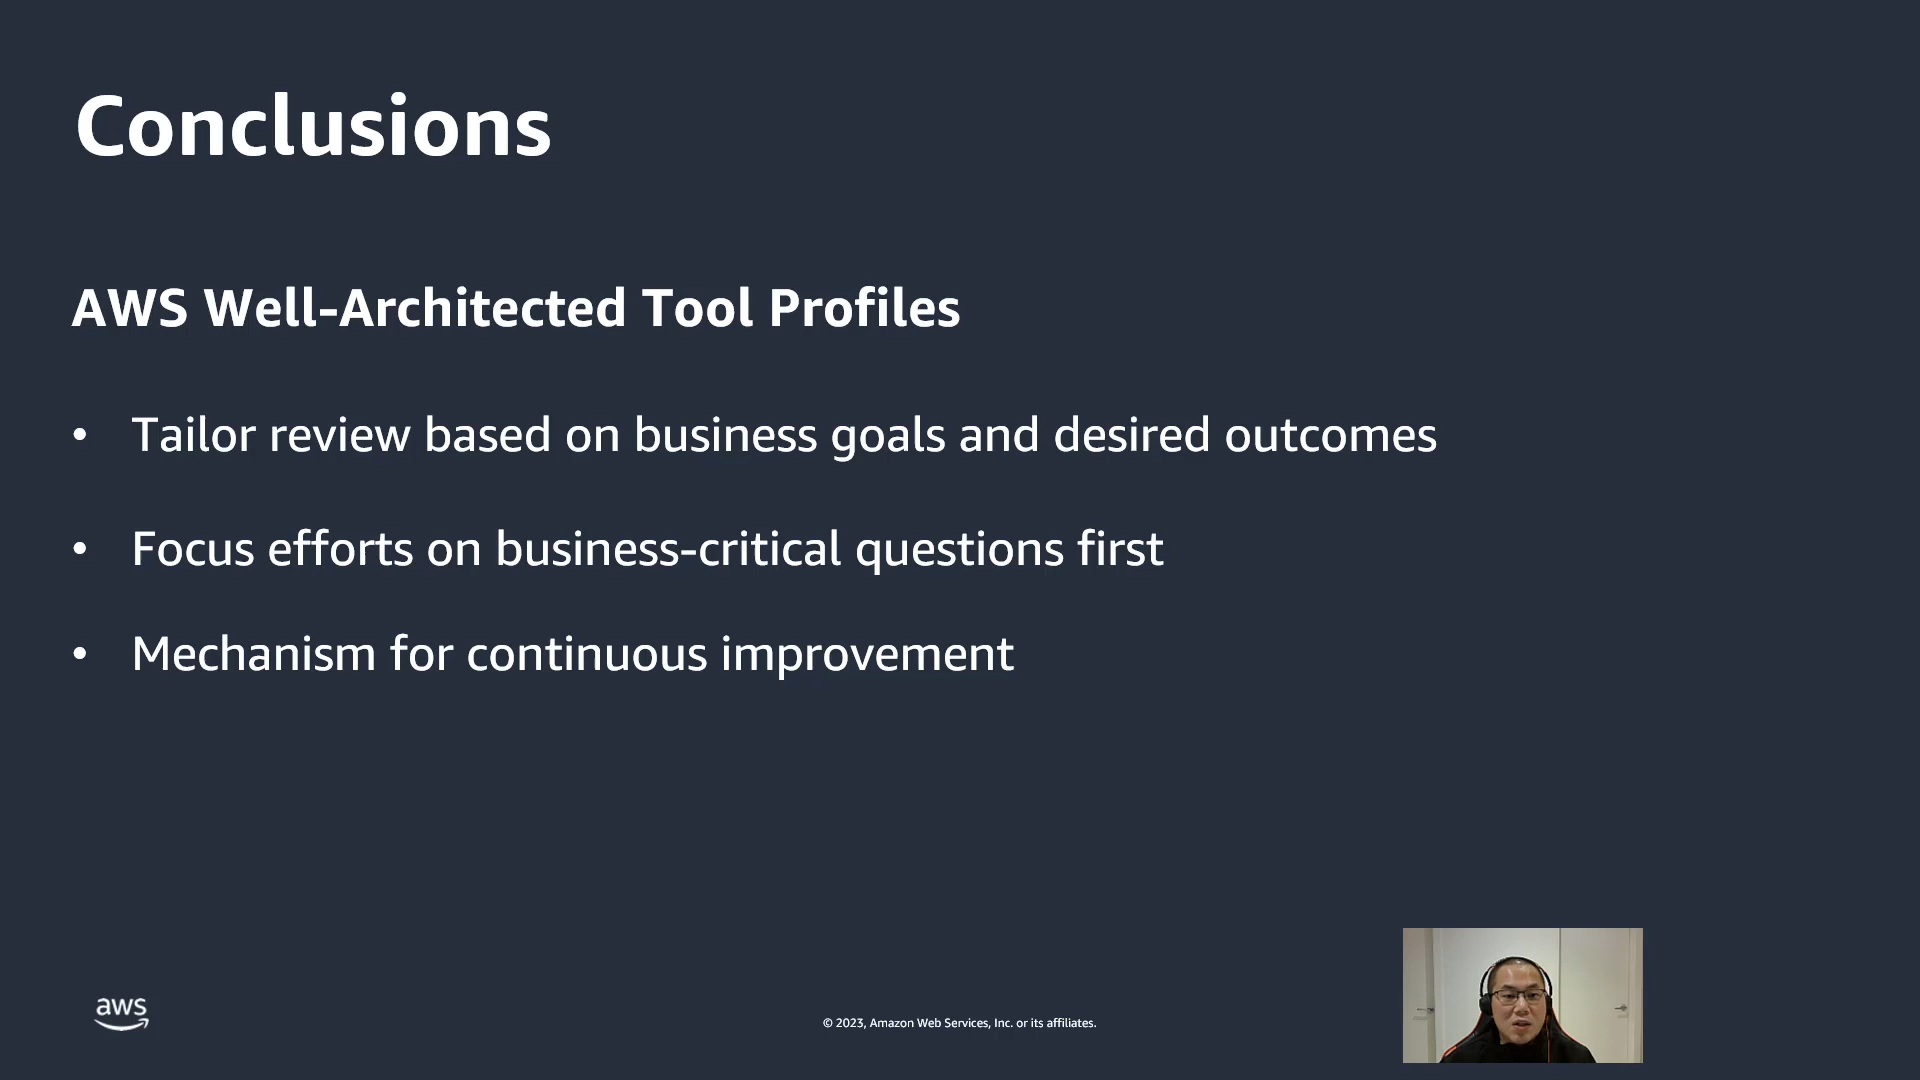 Conclusions
AWS Well-Architected Tool Profiles
• Tailor review based on business goals and desired outcomes
• Focus efforts on business-critical questions first
• Mechanism for continuous improvement
aws
© 2023, Amazon Web Services, Inc. or its affiliates.